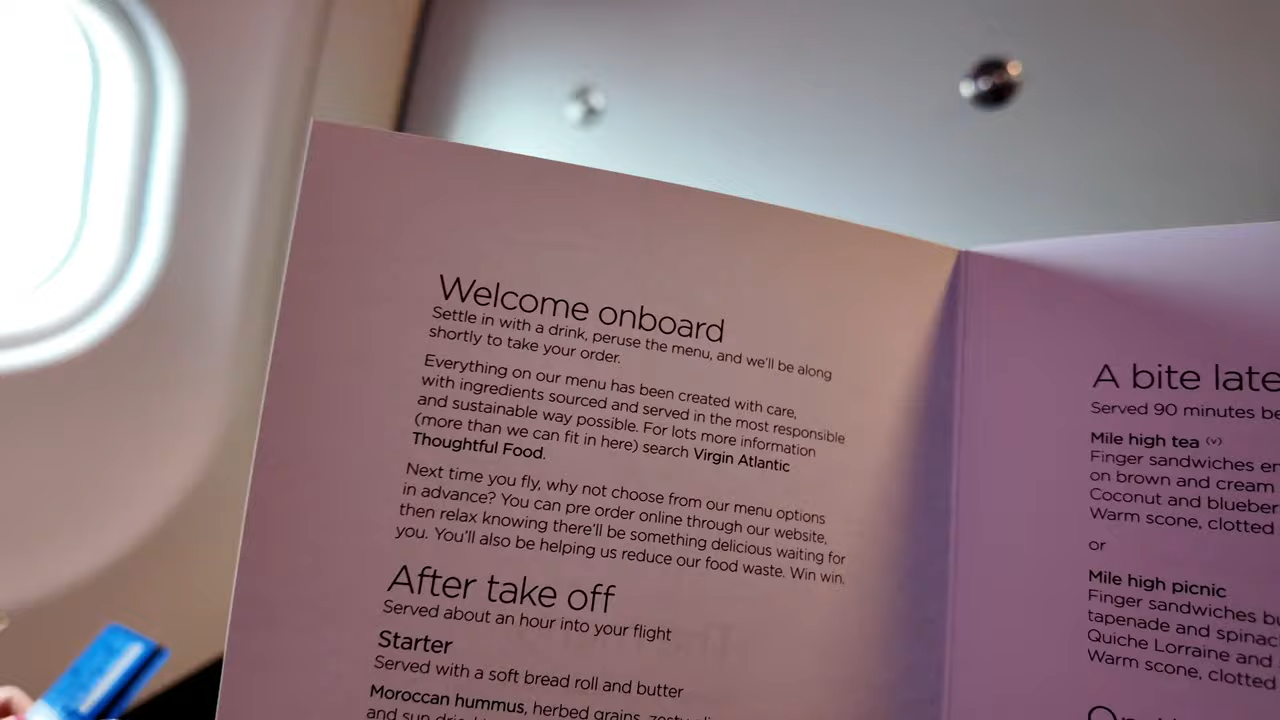 Welcome onboard
Settle in with a drink, peruse the menu, and we'll be along
shortly to take your order.
Everything on our menu has been created with care,
with ingredients sourced and served in the most responsible
and sustainable way possible. For lots more information
(more than we can fit in here) search Virgin Atlantic
Thoughtful Food.
Next time you fly, why not choose from our menu options
in advance? You can pre order online through our website,
then relax knowing there'll be something delicious waiting for
you. You'll also be helping us reduce our food waste. Win win.
After take off
Served about an hour into your flight
Starter
Served with a soft bread roll and butter
Moroccan hummus, herbed grains,
A bite late
Served 90 minutes be
Mile high tea (v)
Finger sandwiches
on brown and cream
Coconut and blueber
Warm scone, clotted
or
Mile high picnic
Finger sandwiches
tapenade and spinac
Quiche Lorraine and
Warm scone, clotted